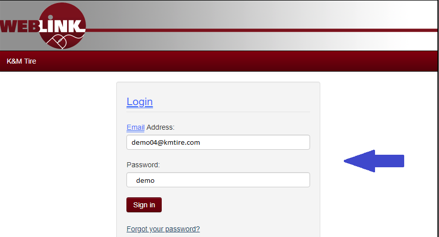 WEBLINK
K&M Tire
Login
Email Address:
demo04@kmtire.com
Password:
demo
Sign in
Forgot your password?